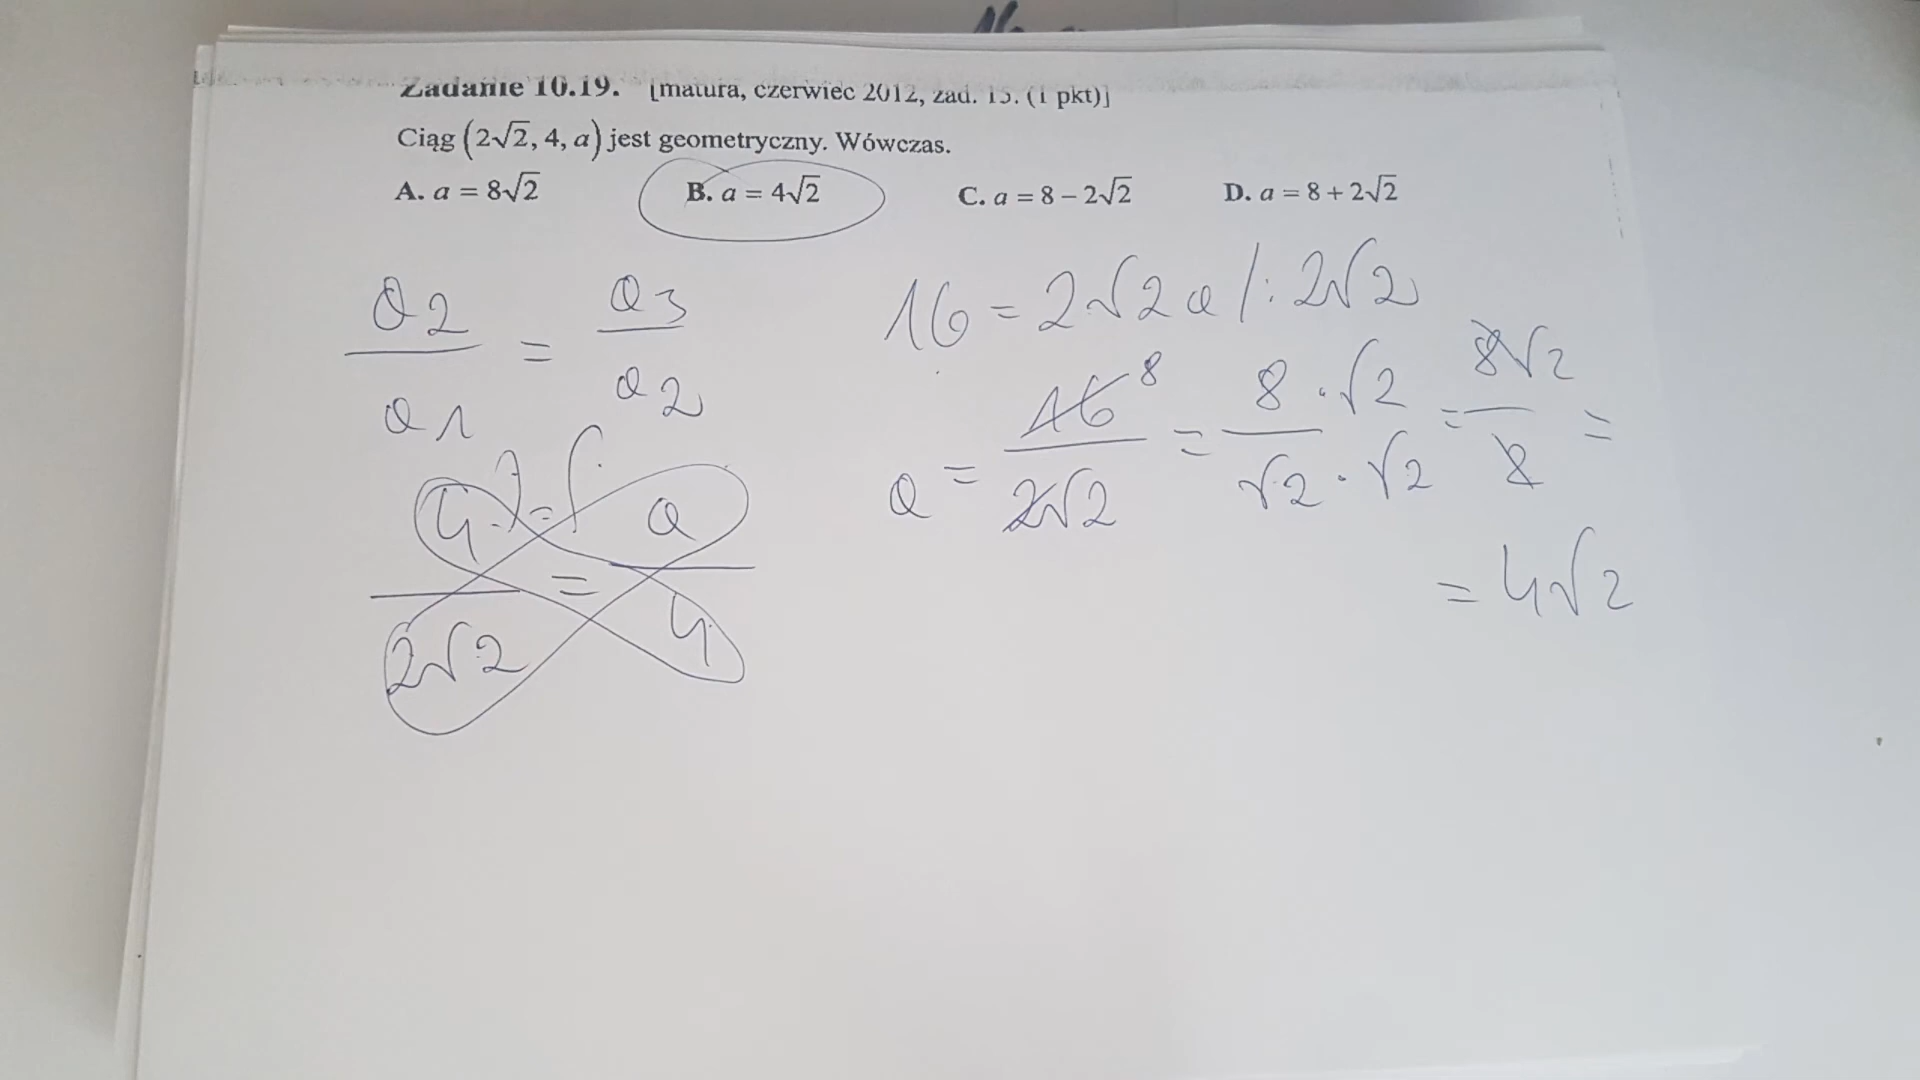 Zadanie 10.19. [matura, czerwiec 2012, zad. 15. (1 pkt)]
Ciąg (2√2, 4, a) jest geometryczny. Wówczas.
A. a = 8√2 B. a = 4√2 C. a = 8 – 2√2 D. a = 8 + 2√2
a2/a1 = a3/a2
4/2√2 = a/4
16 = 2√2 a /: 2√2
a = 16 8/2√2 = 8 · √2/√2 · √2 = 8√2/2 =
= 4√2